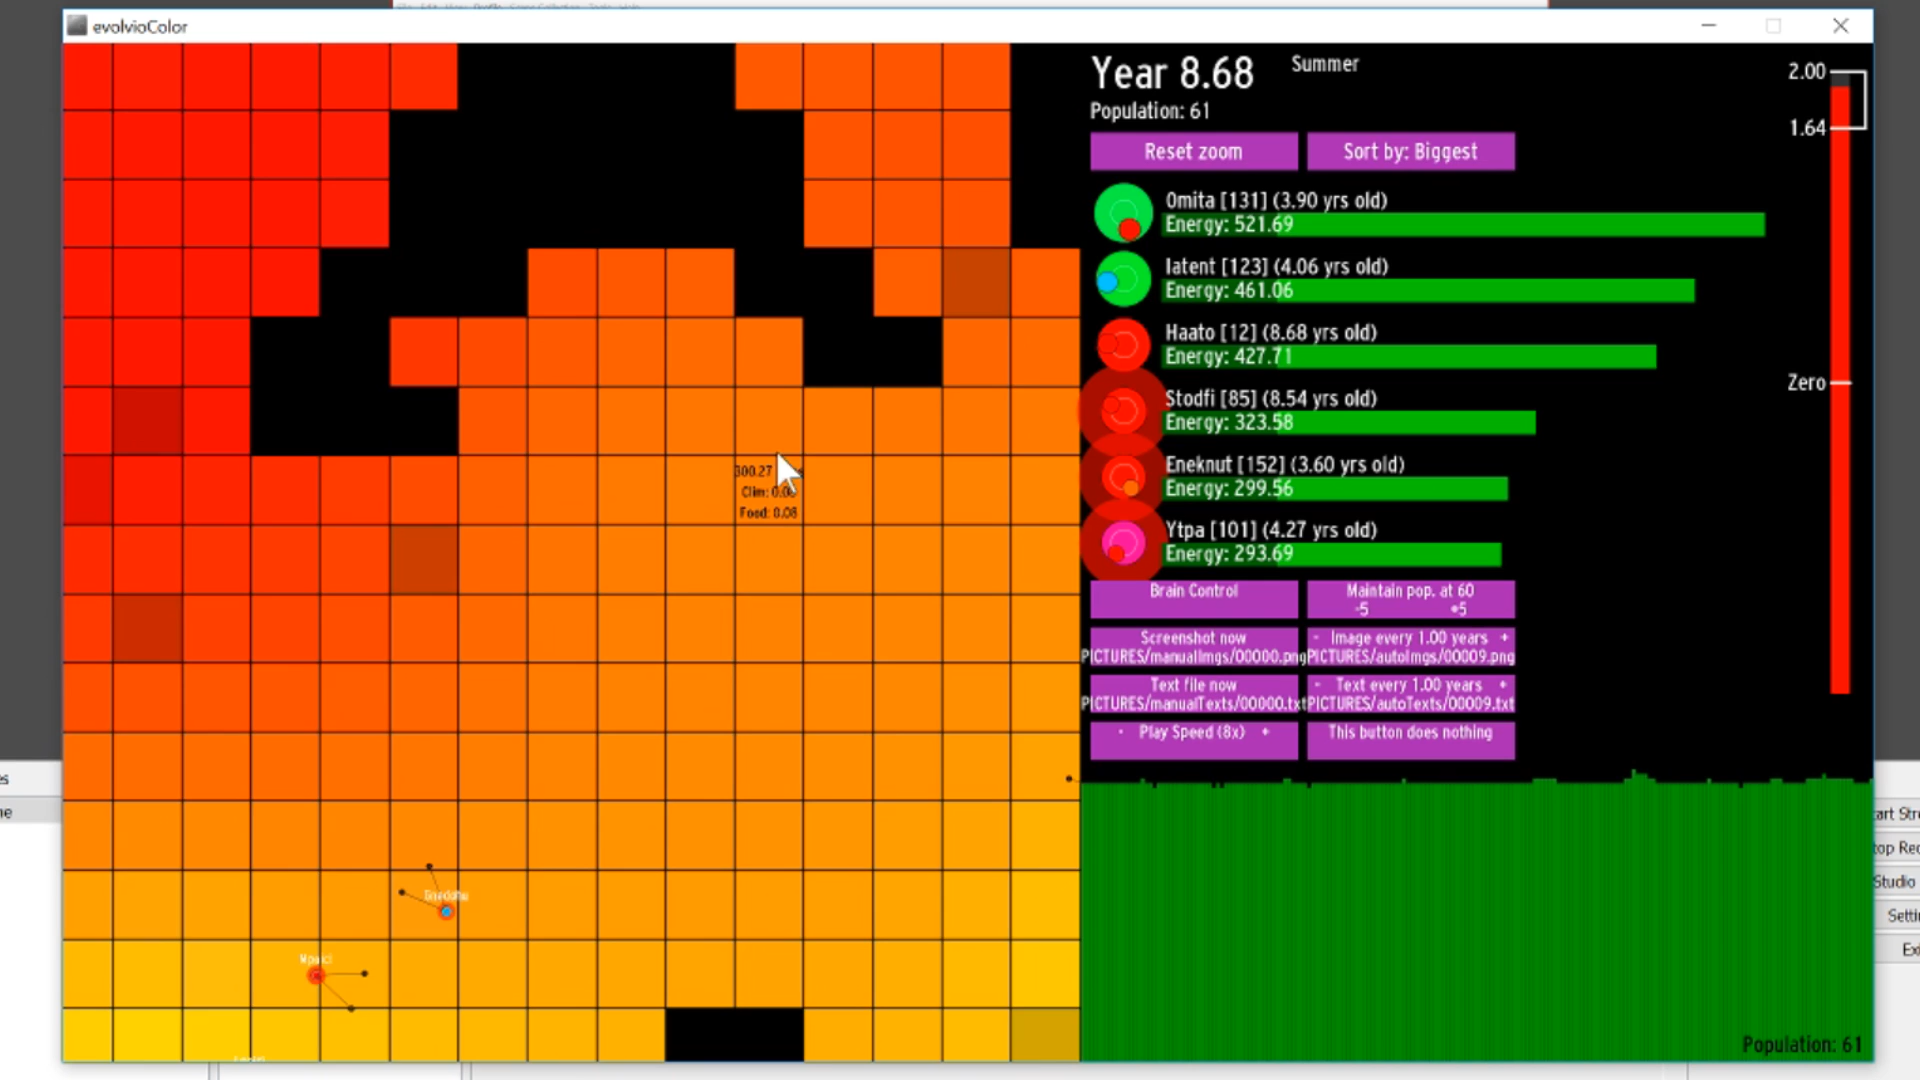 evolvioColor
Year 8.68
Summer
Population: 61
Reset zoom
Sort by: Biggest
Omita [131] (3.90 yrs old)
Energy: 521.69
Iatent [123] (4.06 yrs old)
Energy: 461.06
Haato [12] (8.68 yrs old)
Energy: 427.71
Stodfi [85] (8.54 yrs old)
Energy: 323.58
Eneknut [152] (3.60 yrs old)
Energy: 299.56
Ytpa [101] (4.27 yrs old)
Energy: 293.69
Brain Control
Maintain pop. at 60
-5 +5
Screenshot now
PICTURES/manualImgs/00000.png
- Image every 1.00 years +
PICTURES/autoImgs/00009.png
Text file now
PICTURES/manualTexts/00000.txt
- Text every 1.00 years +
PICTURES/autoTexts/00009.txt
- Play Speed (8x) +
This button does nothing
2.00
1.64
Zero
300.27
Clim:
Food: 0.08
Population: 61